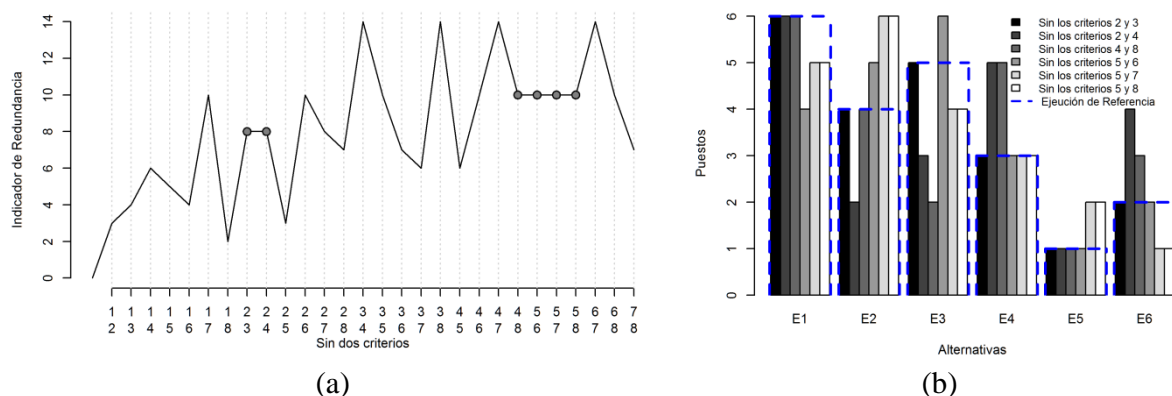 14
12
10
8
6
4
2
0
Indicador de Redundancia
1 1 1 1 1 1 1 2 2 2 2 2 2 3 3 3 3 3 4 4 4 4 5 5 5 6 6 7
2 3 4 5 6 7 8 3 4 5 6 7 8 4 5 6 7 8 5 6 7 8 6 7 8 7 8 8
Sin dos criterios
(a)
6
5
4
3
2
1
0
Puestos
Sin los criterios 2 y 3
Sin los criterios 2 y 4
Sin los criterios 4 y 8
Sin los criterios 5 y 6
Sin los criterios 5 y 7
Sin los criterios 5 y 8
Ejecución de Referencia
E1 E2 E3 E4 E5 E6
Alternativas
(b)